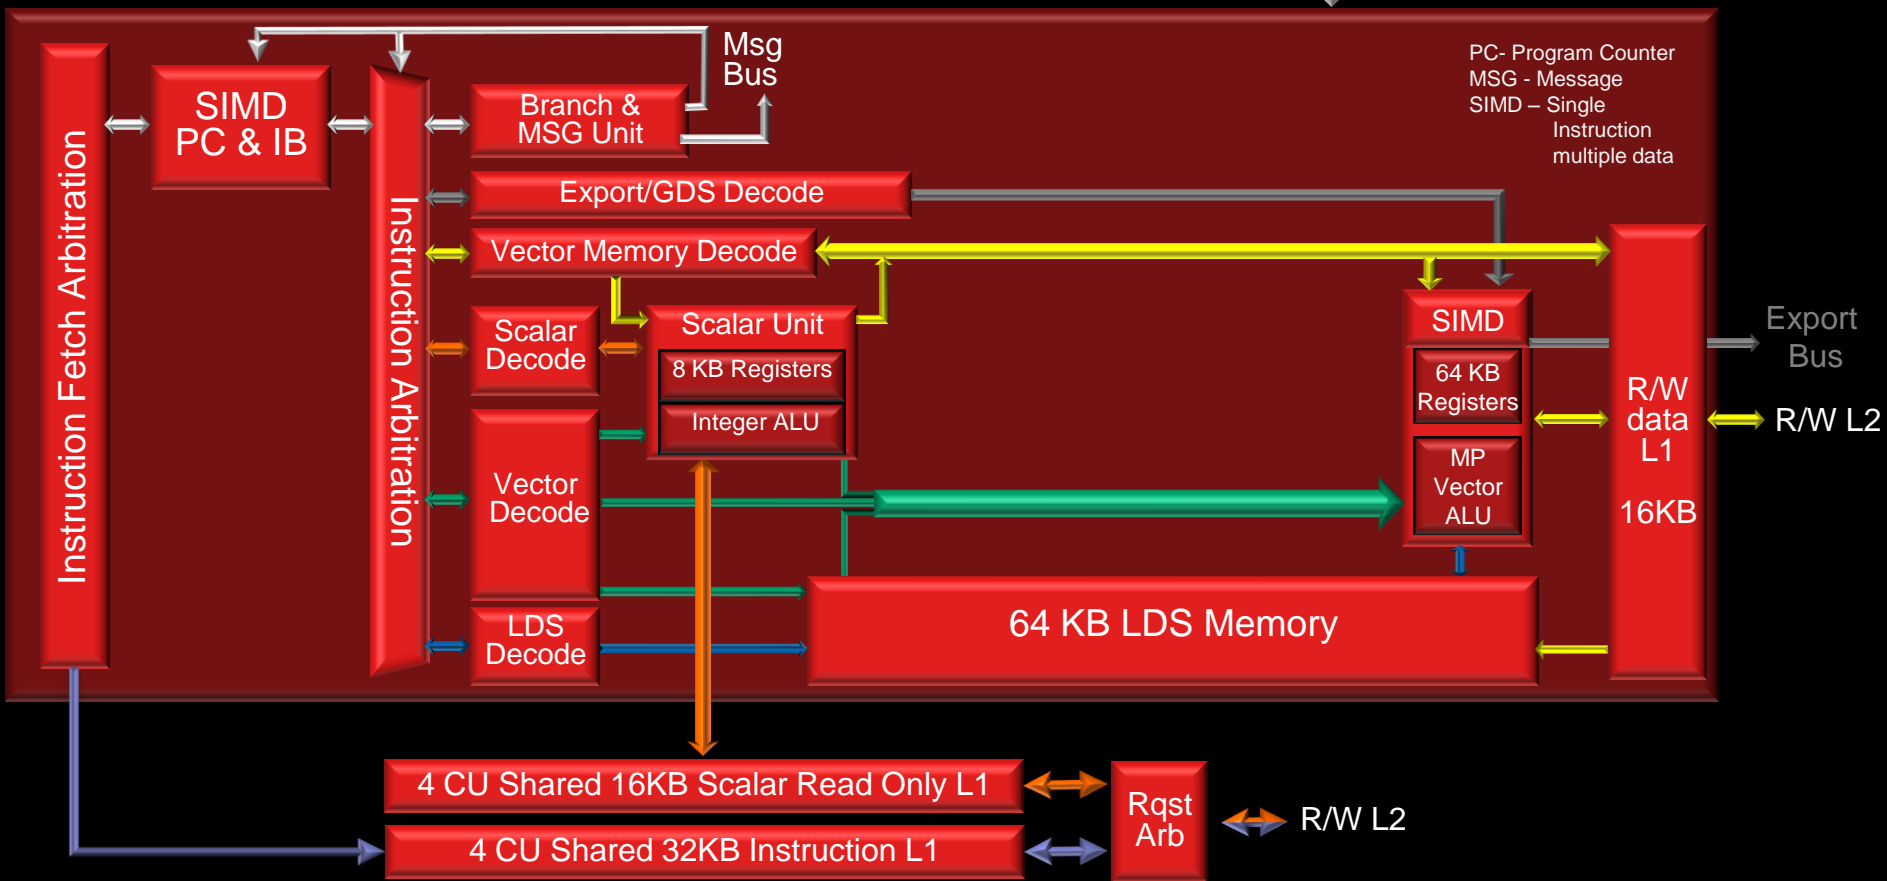 Instruction Fetch Arbitration
SIMD
PC & IB
Instruction Arbitration
Branch &
MSG Unit
Msg
Bus
PC- Program Counter
MSG - Message
SIMD – Single
Instruction
multiple data
Export/GDS Decode
Vector Memory Decode
Scalar
Decode
Scalar Unit
8 KB Registers
Integer ALU
Vector
Decode
LDS
Decode
64 KB LDS Memory
SIMD
64 KB
Registers
MP
Vector
ALU
R/W
data
L1
16KB
Export
Bus
R/W L2
4 CU Shared 16KB Scalar Read Only L1
4 CU Shared 32KB Instruction L1
Rqst
Arb
R/W L2